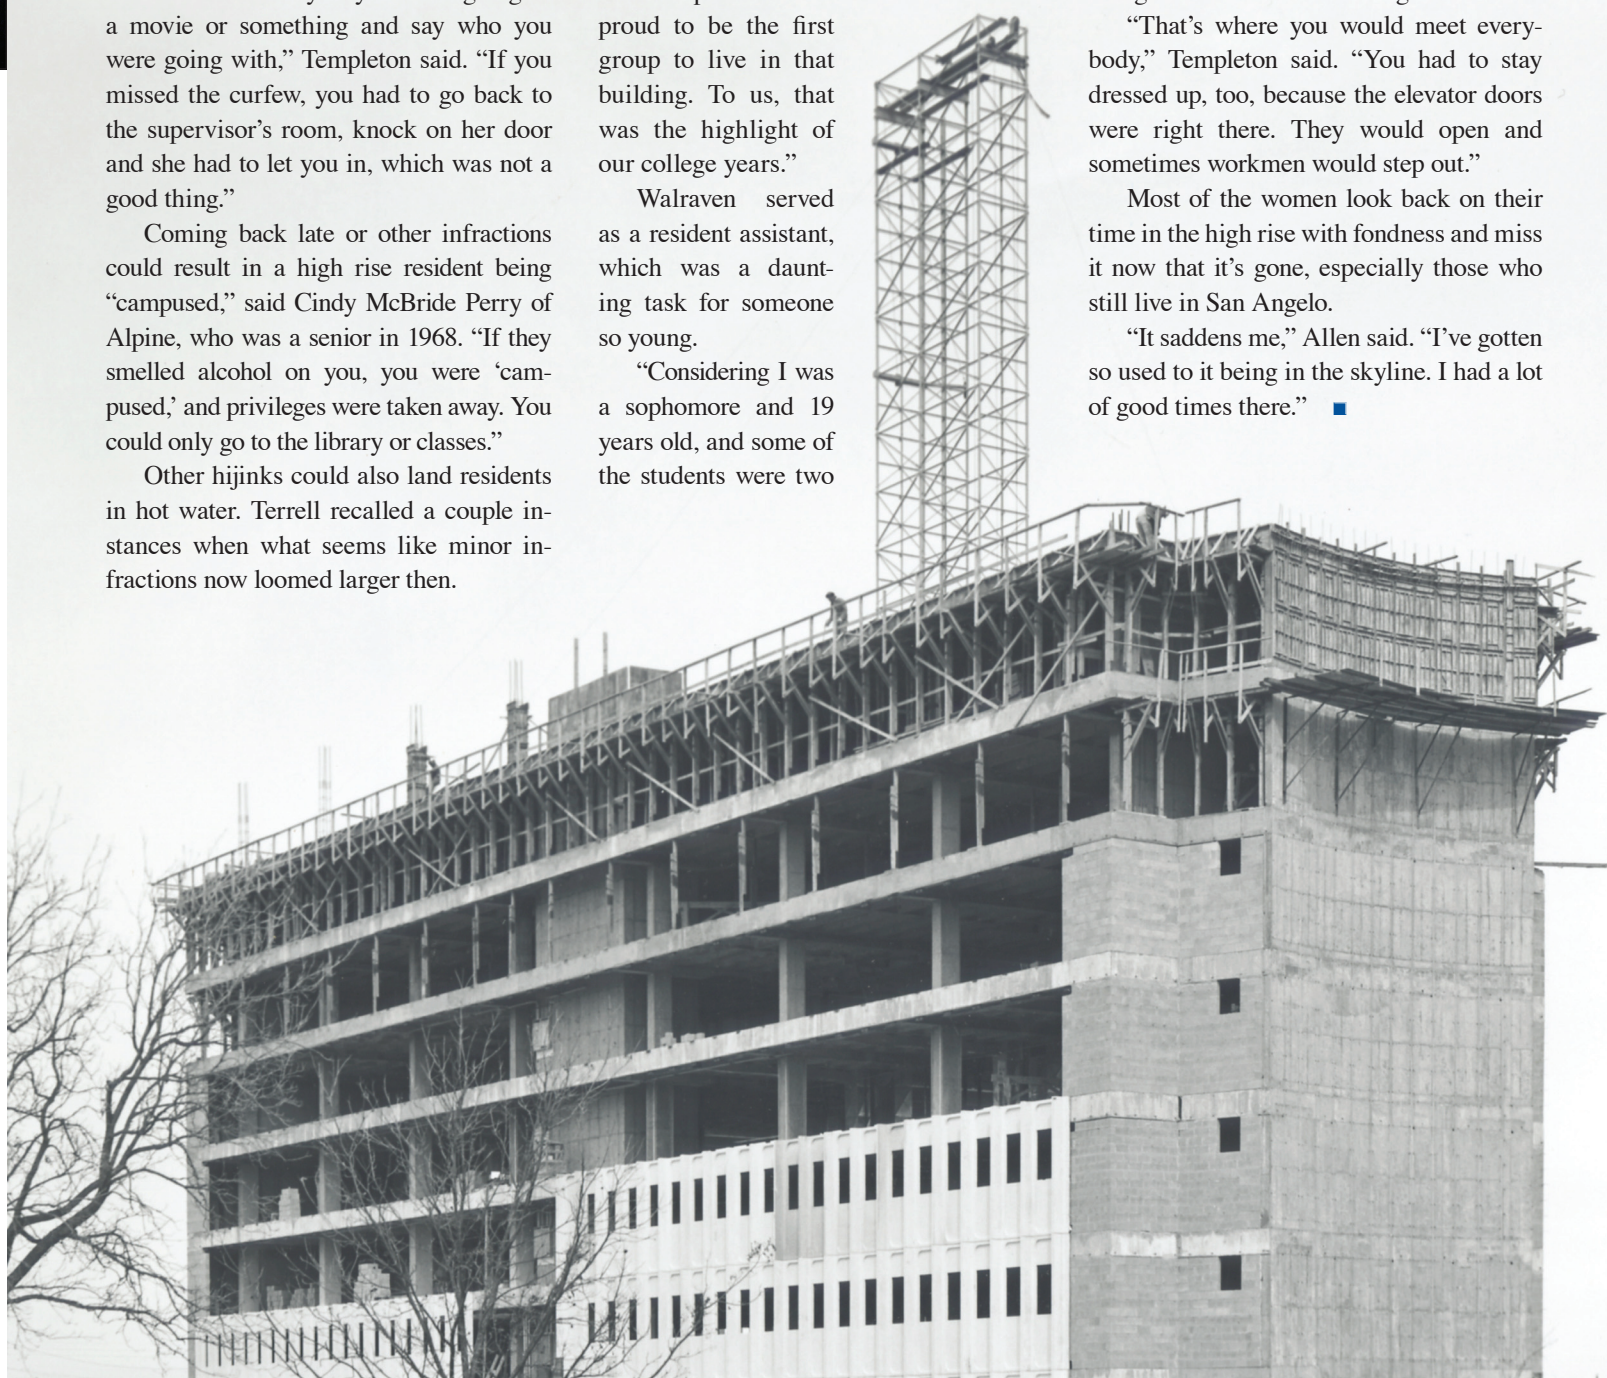 a movie or something and say who you
were going with,” Templeton said. “If you
missed the curfew, you had to go back to
the supervisor’s room, knock on her door
and she had to let you in, which was not a
good thing.”
Coming back late or other infractions
could result in a high rise resident being
“campused,” said Cindy McBride Perry of
Alpine, who was a senior in 1968. “If they
smelled alcohol on you, you were ‘cam-
pused,’ and privileges were taken away. You
could only go to the library or classes.”
Other hijinks could also land residents
in hot water. Terrell recalled a couple in-
stances when what seems like minor in-
fractions now loomed larger then.
proud to be the first
group to live in that
building. To us, that
was the highlight of
our college years.”
Walraven served
as a resident assistant,
which was a daunt-
ing task for someone
so young.
“Considering I was
a sophomore and 19
years old, and some of
the students were two
“That’s where you would meet every-
body,” Templeton said. “You had to stay
dressed up, too, because the elevator doors
were right there. They would open and
sometimes workmen would step out.”
Most of the women look back on their
time in the high rise with fondness and miss
it now that it’s gone, especially those who
still live in San Angelo.
“It saddens me,” Allen said. “I’ve gotten
so used to it being in the skyline. I had a lot
of good times there.”